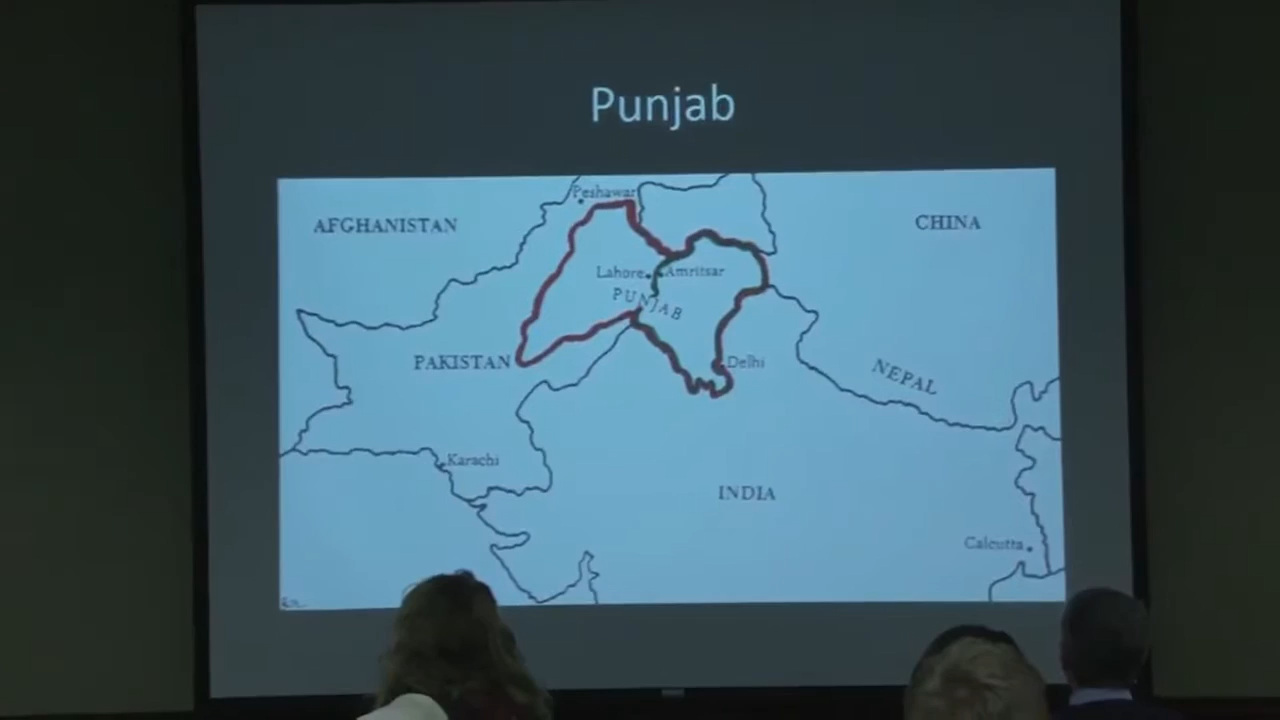 Punjab
Peshawar
AFGHANISTAN
CHINA
Lahore
Amritsar
PUNJAB
PAKISTAN
Delhi
NEPAL
Karachi
INDIA
Calcutta